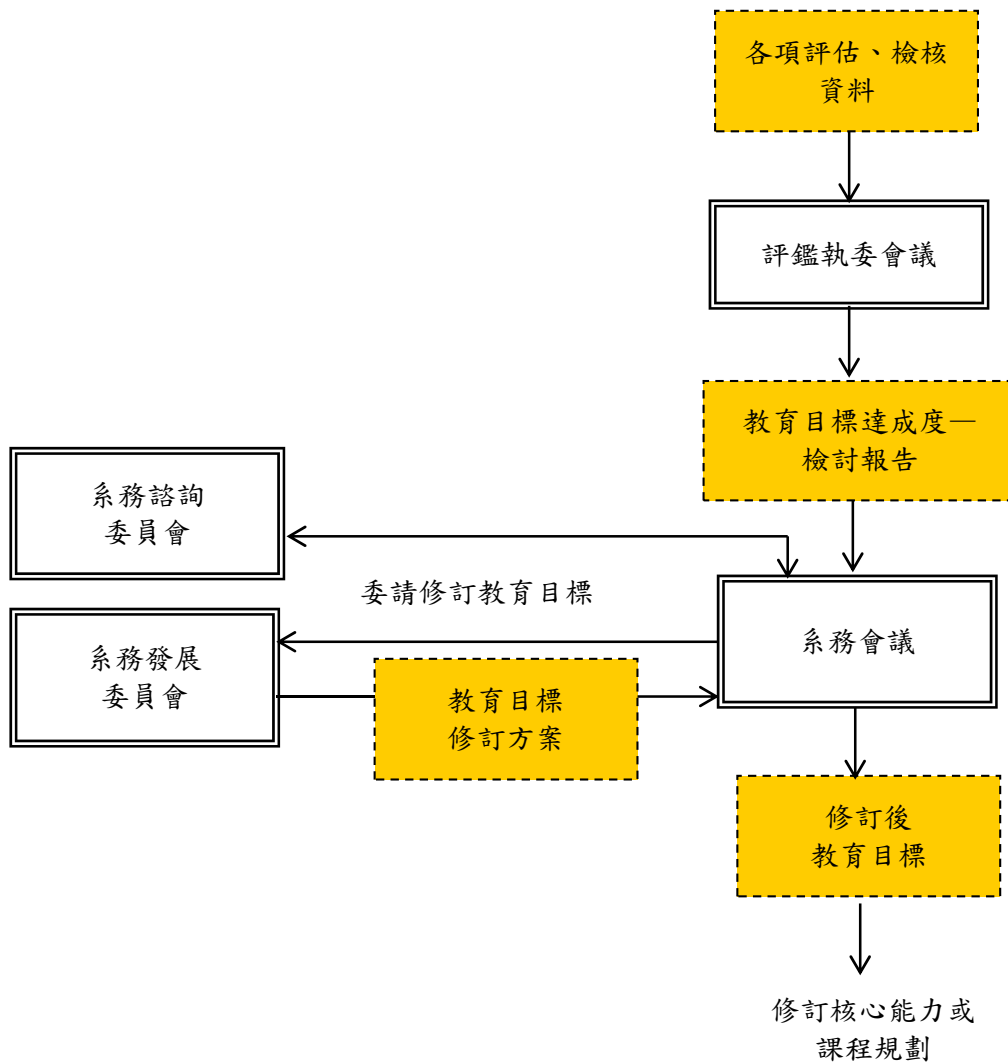 各項評估、檢核
資料
評鑑執委會議
教育目標達成度—
檢討報告
系務諮詢
委員會
委請修訂教育目標
系務會議
系務發展
委員會
教育目標
修訂方案
修訂後
教育目標
修訂核心能力或
課程規劃